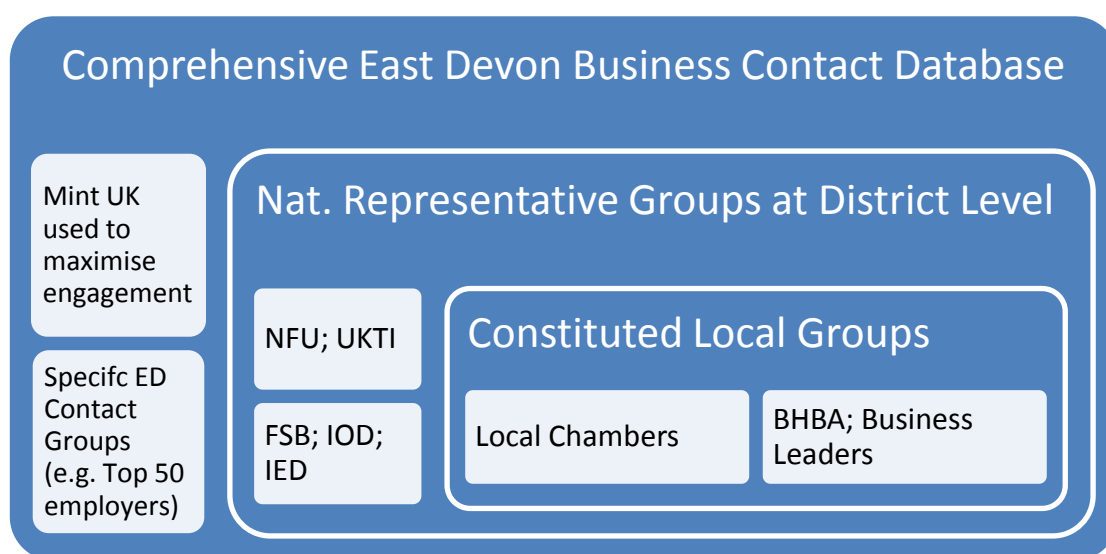 Comprehensive East Devon Business Contact Database
Mint UK
used to
maximise
engagement
Specifc ED
Contact
Groups
(e.g. Top 50
employers)
Nat. Representative Groups at District Level
NFU; UKTI
FSB; IOD;
IED
Constituted Local Groups
Local Chambers
BHBA; Business
Leaders